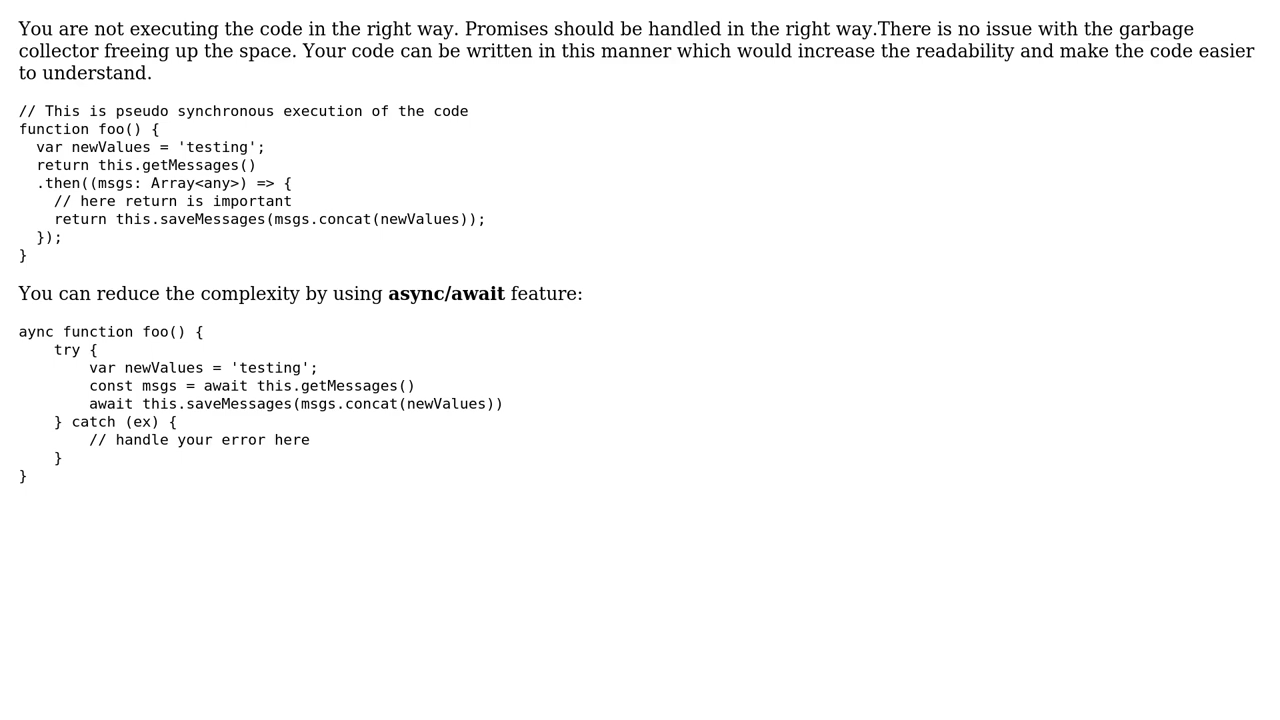 You are not executing the code in the right way. Promises should be handled in the right way.There is no issue with the garbage
collector freeing up the space. Your code can be written in this manner which would increase the readability and make the code easier
to understand.
// This is pseudo synchronous execution of the code
function foo() {
  var newValues = 'testing';
  return this.getMessages()
  .then((msgs: Array<any>) => {
    // here return is important
    return this.saveMessages(msgs.concat(newValues));
  });
}
You can reduce the complexity by using async/await feature:
aync function foo() {
    try {
        var newValues = 'testing';
        const msgs = await this.getMessages()
        await this.saveMessages(msgs.concat(newValues))
    } catch (ex) {
        // handle your error here
    }
}